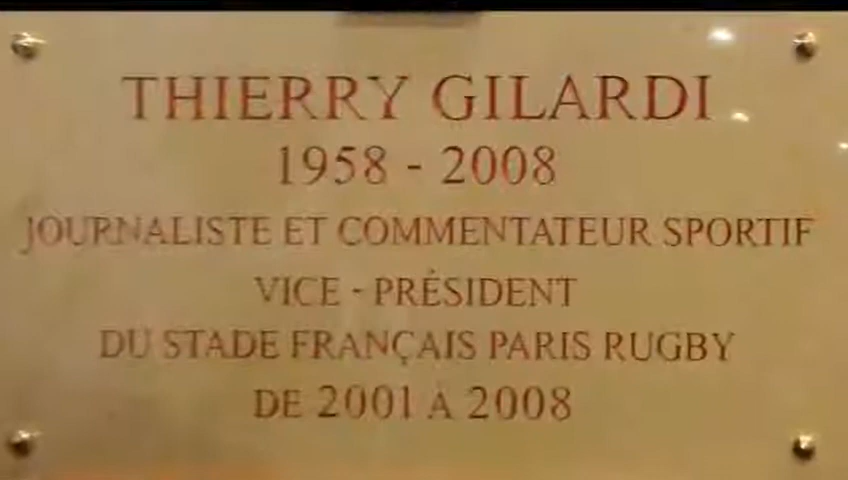 THIERRY GILARDI
1958 - 2008
JOURNALISTE ET COMMENTATEUR SPORTIF
VICE - PRÉSIDENT
DU STADE FRANÇAIS PARIS RUGBY
DE 2001 À 2008